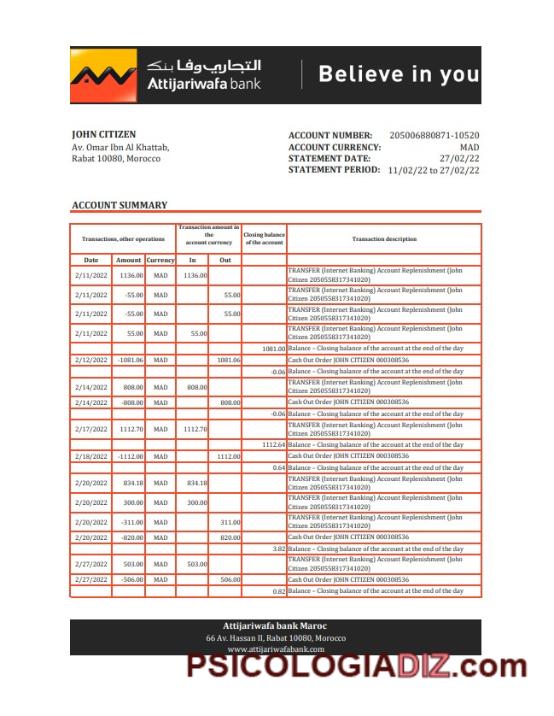 التجاري وفا بنك
Attijariwafa bank
Believe in you
JOHN CITIZEN
Av. Omar Ibn Al Khattab,
Rabat 10080, Morocco
ACCOUNT NUMBER: 205006880871-10520
ACCOUNT CURRENCY: MAD
STATEMENT DATE: 27/02/22
STATEMENT PERIOD: 11/02/22 to 27/02/22
ACCOUNT SUMMARY
Transactions, other operations
Transaction amount in
the
account currency
Closing balance
of the account
Transaction description
Date Amount Currency In Out
2/11/2022 1136.00 MAD 1136.00 TRANSFER (Internet Banking) Account Replenishment (John
Citizen 2050558317341020)
2/11/2022 -55.00 MAD 55.00 TRANSFER (Internet Banking) Account Replenishment (John
Citizen 2050558317341020)
2/11/2022 -55.00 MAD 55.00 TRANSFER (Internet Banking) Account Replenishment (John
Citizen 2050558317341020)
2/11/2022 55.00 MAD 55.00 TRANSFER (Internet Banking) Account Replenishment (John
Citizen 2050558317341020)
1081.00 Balance – Closing balance of the account at the end of the day
2/12/2022 -1081.06 MAD 1081.06 Cash Out Order JOHN CITIZEN 000308536
-0.06 Balance – Closing balance of the account at the end of the day
2/14/2022 808.00 MAD 808.00 TRANSFER (Internet Banking) Account Replenishment (John
Citizen 2050558317341020)
2/14/2022 -808.00 MAD 808.00 Cash Out Order JOHN CITIZEN 000308536
-0.06 Balance – Closing balance of the account at the end of the day
2/17/2022 1112.70 MAD 1112.70 TRANSFER (Internet Banking) Account Replenishment (John
Citizen 2050558317341020)
1112.64 Balance – Closing balance of the account at the end of the day
2/18/2022 -1112.00 MAD 1112.00 Cash Out Order JOHN CITIZEN 000308536
0.64 Balance – Closing balance of the account at the end of the day
2/20/2022 834.18 MAD 834.18 TRANSFER (Internet Banking) Account Replenishment (John
Citizen 2050558317341020)
2/20/2022 300.00 MAD 300.00 TRANSFER (Internet Banking) Account Replenishment (John
Citizen 2050558317341020)
2/20/2022 -311.00 MAD 311.00 TRANSFER (Internet Banking) Account Replenishment (John
Citizen 2050558317341020)
2/20/2022 -820.00 MAD 820.00 Cash Out Order JOHN CITIZEN 000308536
3.82 Balance – Closing balance of the account at the end of the day
2/27/2022 503.00 MAD 503.00 TRANSFER (Internet Banking) Account Replenishment (John
Citizen 2050558317341020)
2/27/2022 -506.00 MAD 506.00 Cash Out Order JOHN CITIZEN 000308536
0.82 Balance – Closing balance of the account at the end of the day
Attijariwafa bank Maroc
66 Av. Hassan II, Rabat 10080, Morocco
www.attijariwafabank.com
PSICOLOGIADIZ.com